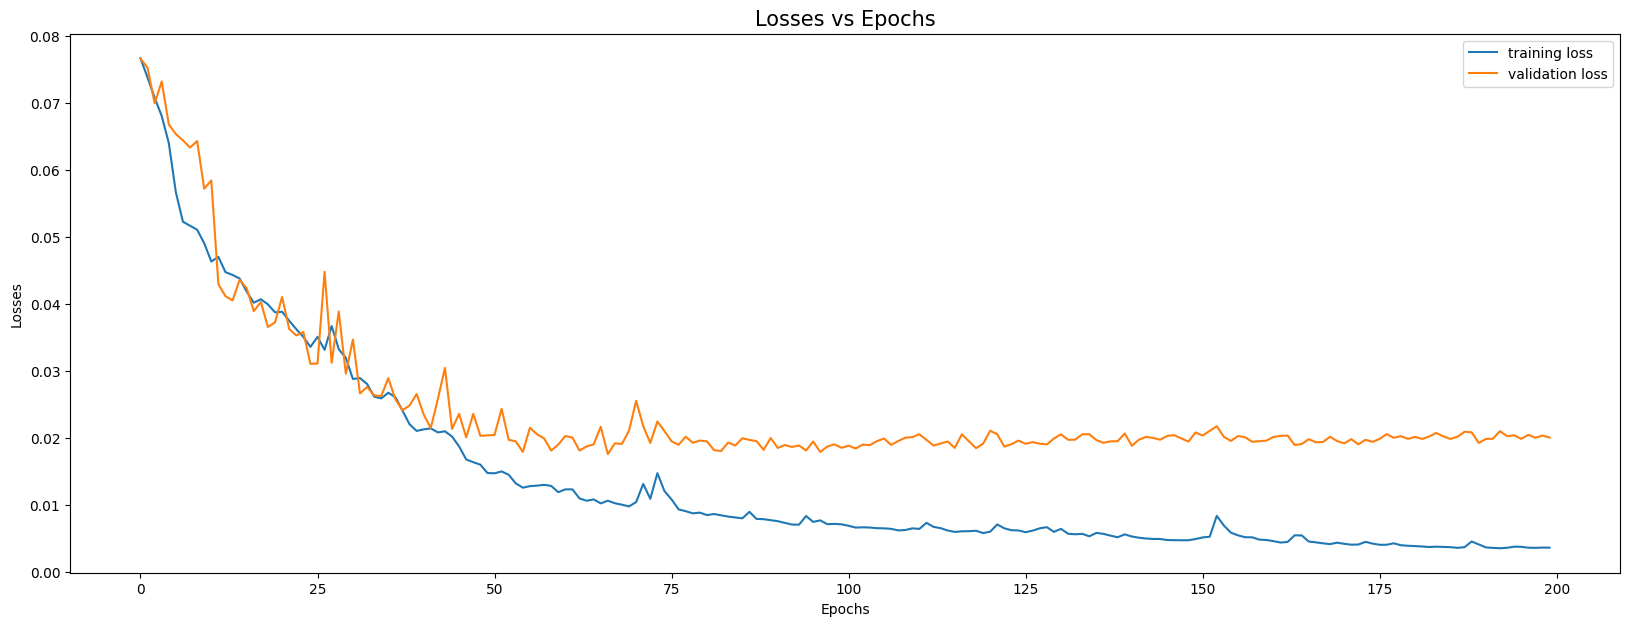 Losses vs Epochs
0.08
0.07
0.06
0.05
0.04
0.03
0.02
0.01
0.00
Losses
training loss
validation loss
0 25 50 75 100 125 150 175 200
Epochs